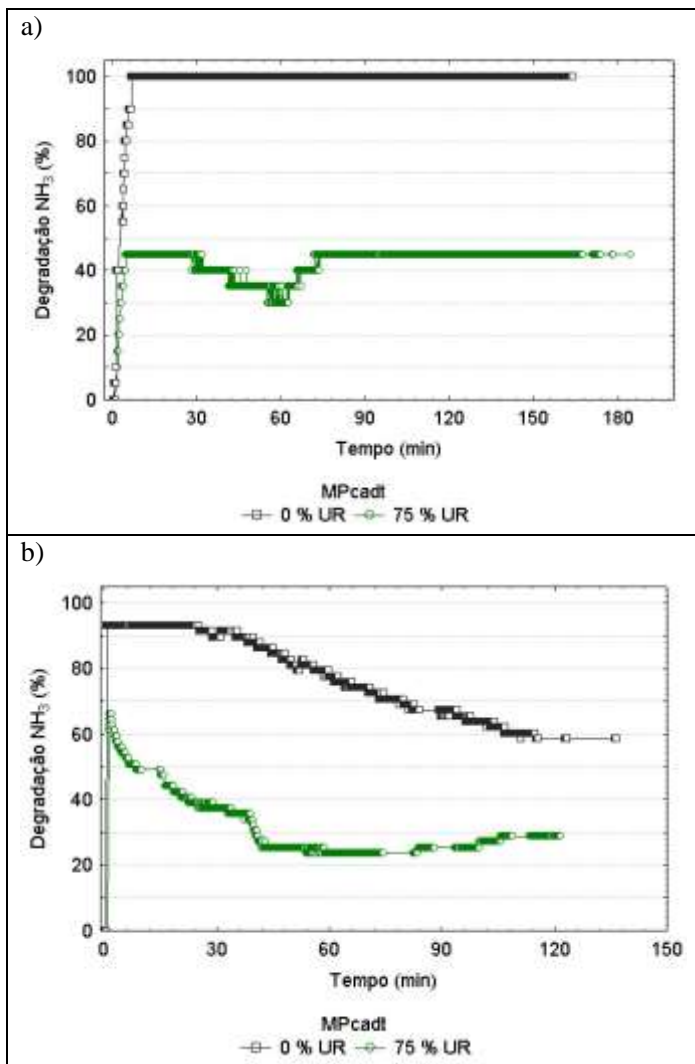 a)
100
80
60
40
20
0
Degradação NH₃ (%)
0 30 60 90 120 150 180
Tempo (min)
MPcadt
0 % UR 75 % UR
b)
100
80
60
40
20
0
Degradação NH₃ (%)
0 30 60 90 120 150
Tempo (min)
MPcadt
0 % UR 75 % UR